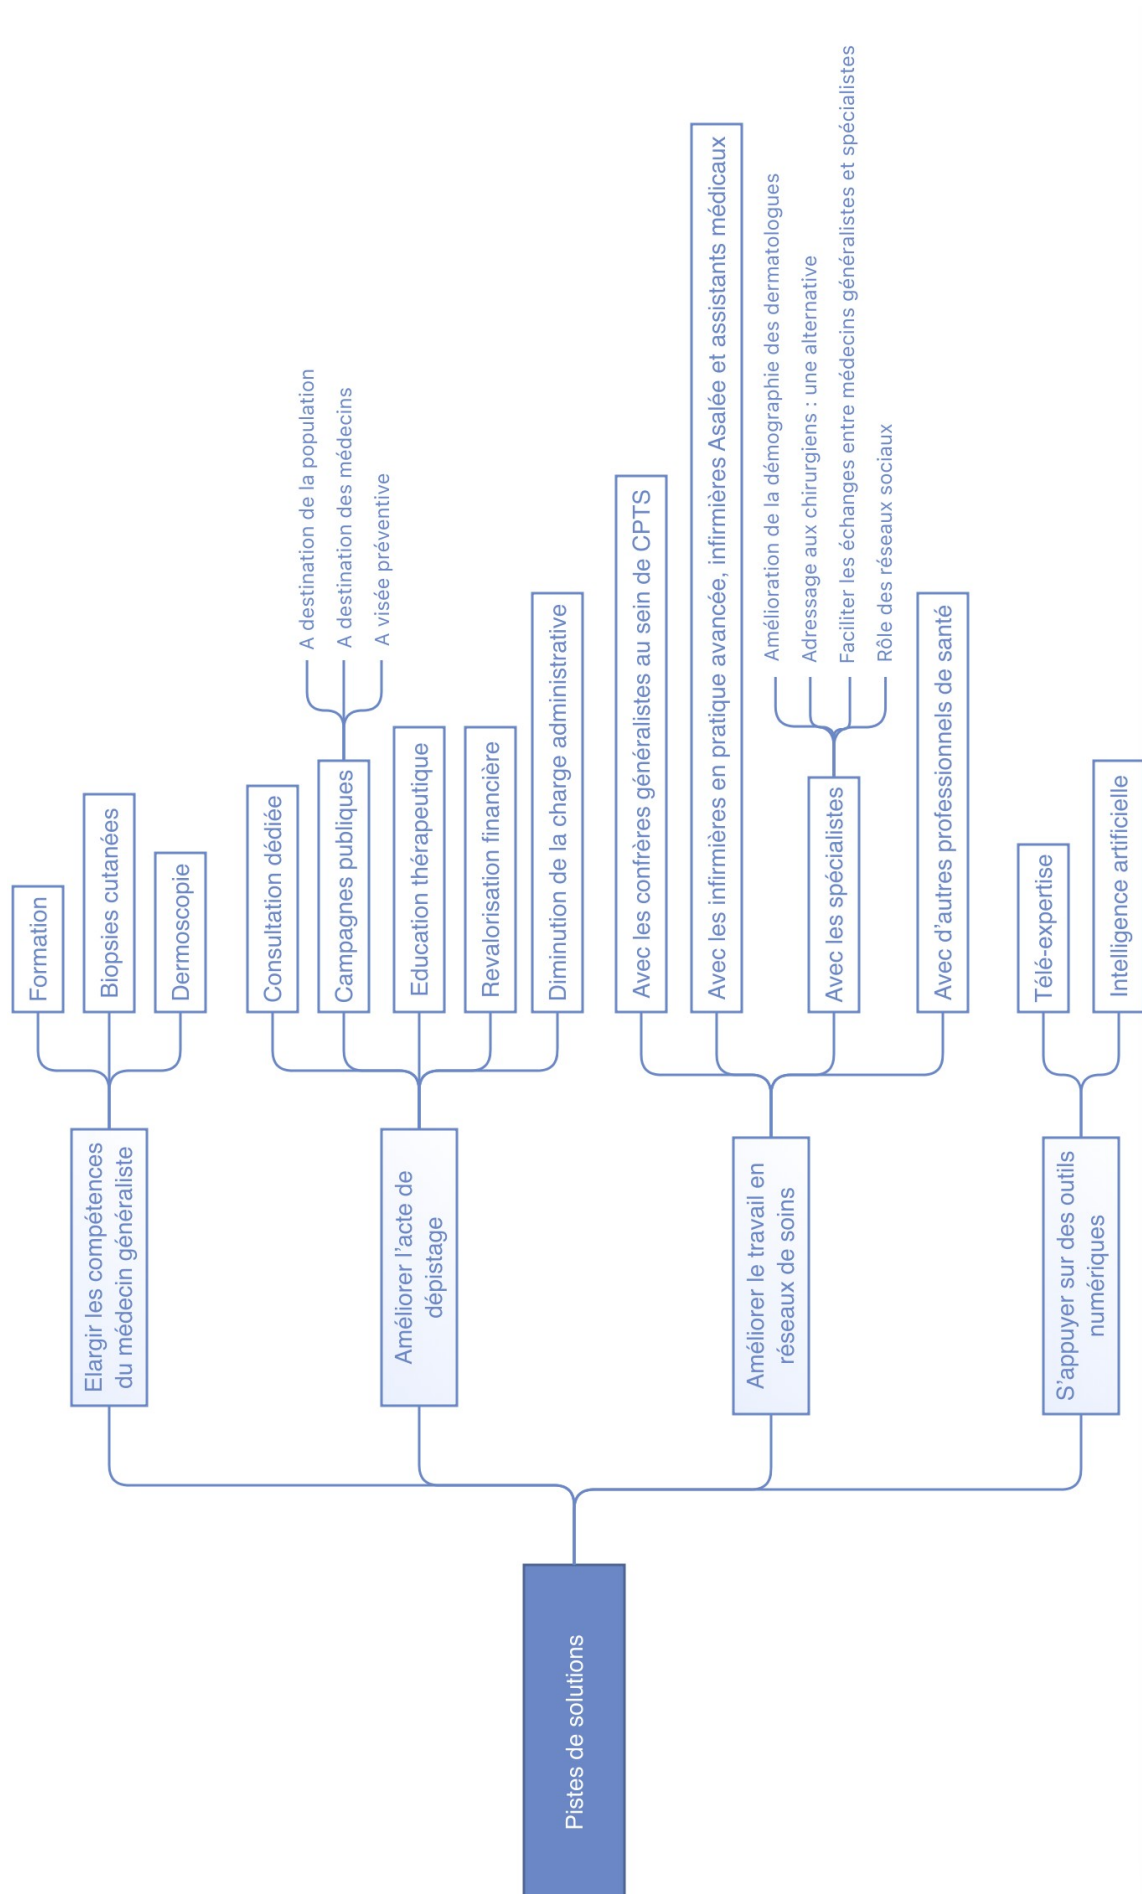 Pistes de solutions
Elargir les compétences
du médecin généraliste
Formation
Biopsies cutanées
Dermoscopie
Améliorer l'acte de
dépistage
Consultation dédiée
Campagnes publiques
A destination de la population
A destination des médecins
A visée préventive
Education thérapeutique
Revalorisation financière
Diminution de la charge administrative
Améliorer le travail en
réseaux de soins
Avec les confrères généralistes au sein de CPTS
Avec les infirmières en pratique avancée, infirmières Asalée et assistants médicaux
Avec les spécialistes
Amélioration de la démographie des dermatologues
Adressage aux chirurgiens : une alternative
Faciliter les échanges entre médecins généralistes et spécialistes
Rôle des réseaux sociaux
Avec d'autres professionnels de santé
S'appuyer sur des outils
numériques
Télé-expertise
Intelligence artificielle